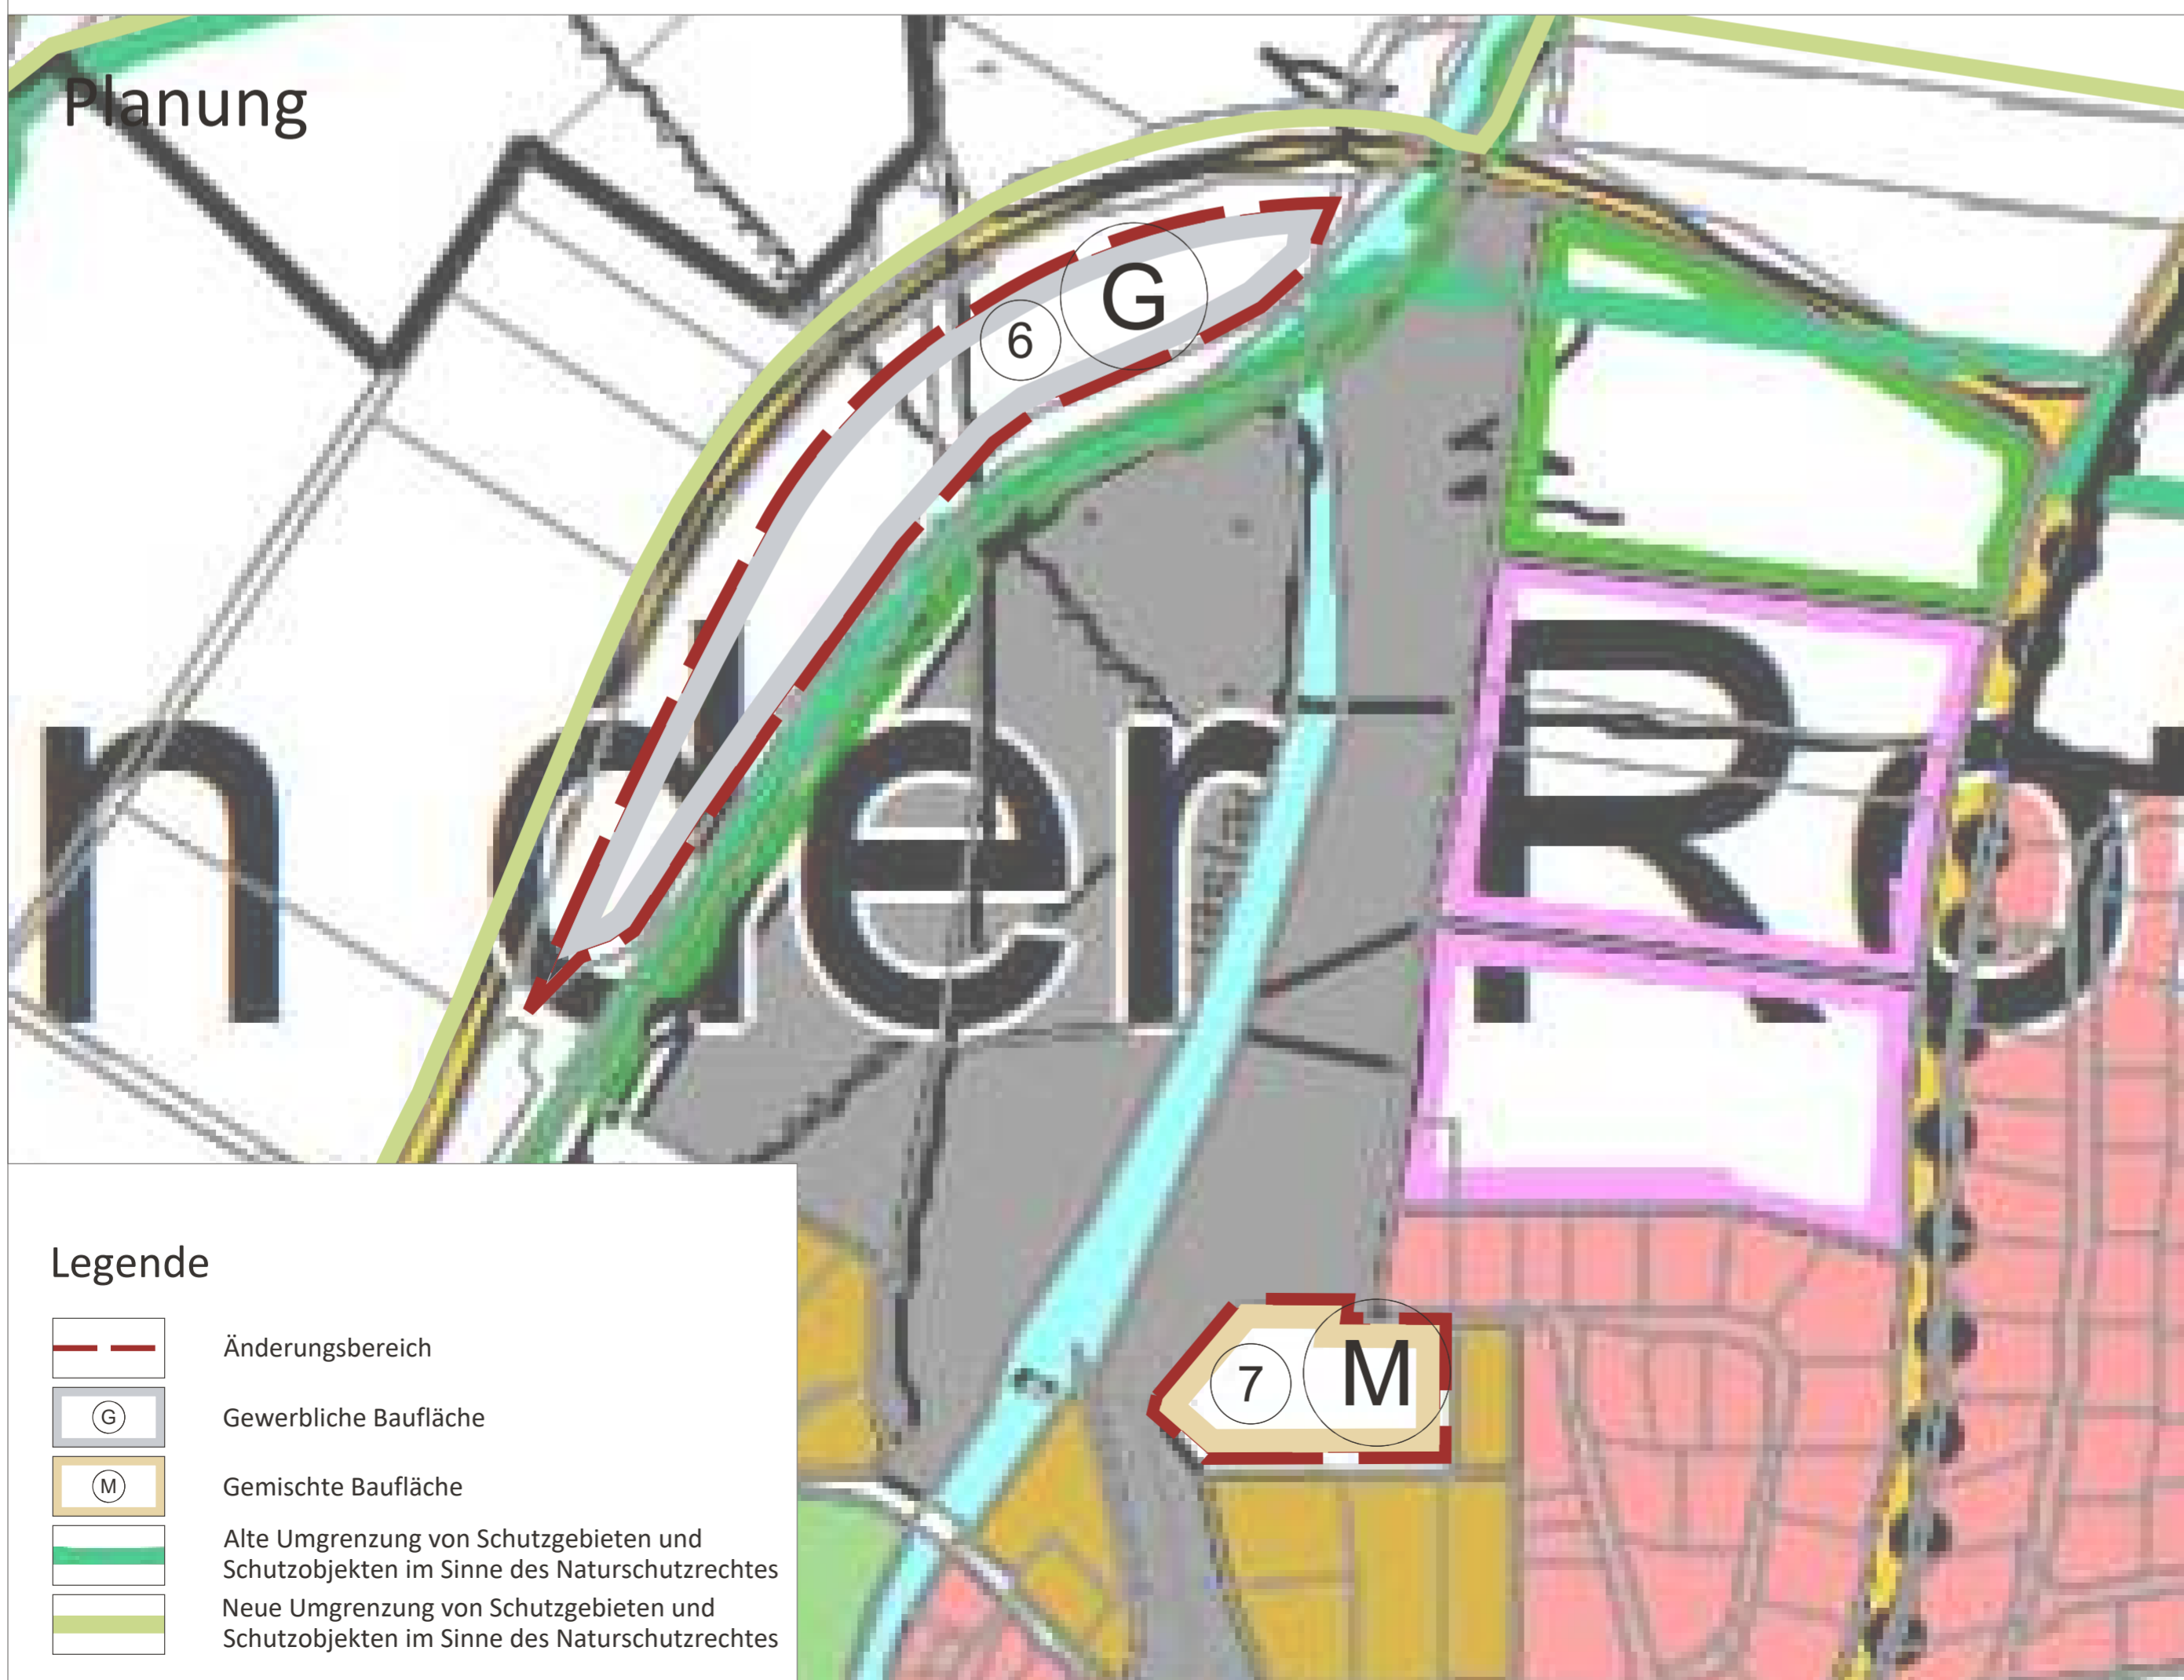 Planung
G
6
n der Ro
7
M
Legende
Änderungsbereich
G
Gewerbliche Baufläche
M
Gemischte Baufläche
Alte Umgrenzung von Schutzgebieten und
Schutzobjekten im Sinne des Naturschutzrechtes
Neue Umgrenzung von Schutzgebieten und
Schutzobjekten im Sinne des Naturschutzrechtes